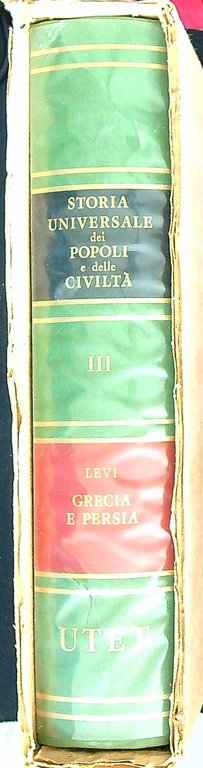 STORIA
UNIVERSALE
dei
POPOLI
e delle
CIVILTÀ
III
LEVI
GRECIA
E PERSIA
UTET